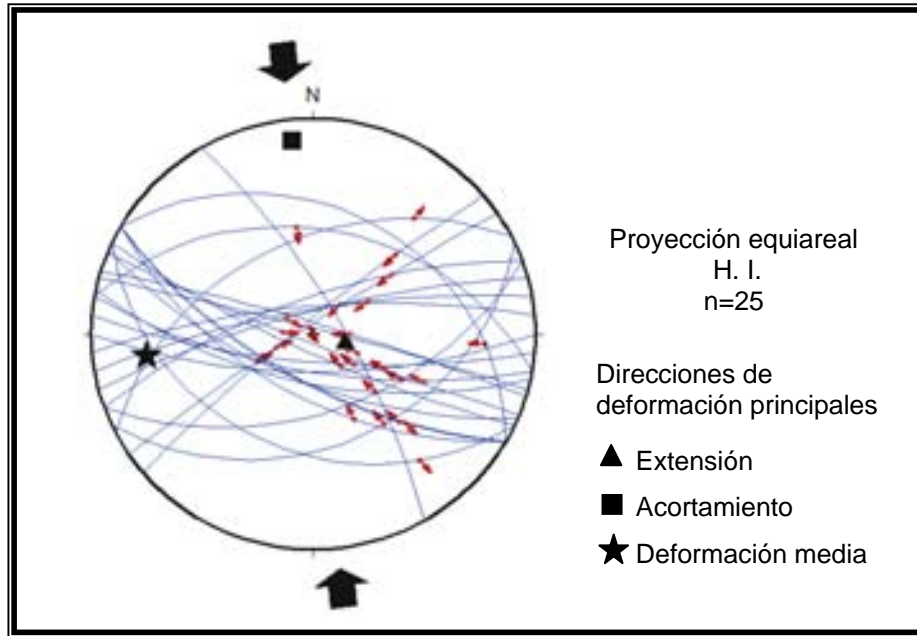 N
Proyección equiareal
H. I.
n=25
Direcciones de
deformación principales
Extensión
Acortamiento
Deformación media